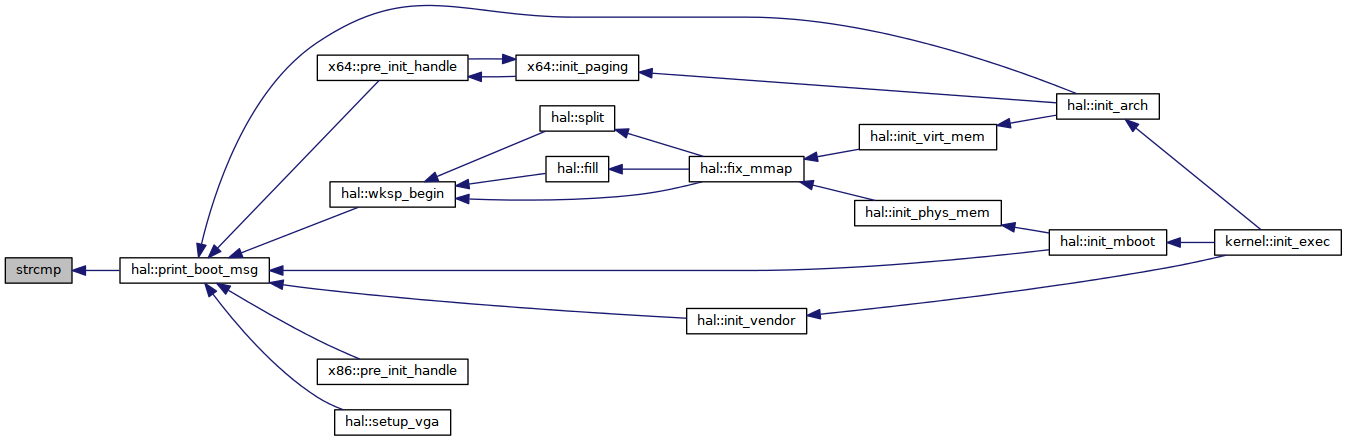 x64::pre_init_handle
x64::init_paging
hal::init_arch
hal::split
hal::init_virt_mem
hal::fill
hal::fix_mmap
hal::wksp_begin
hal::init_phys_mem
hal::init_mboot
kernel::init_exec
strcmp
hal::print_boot_msg
hal::init_vendor
x86::pre_init_handle
hal::setup_vga